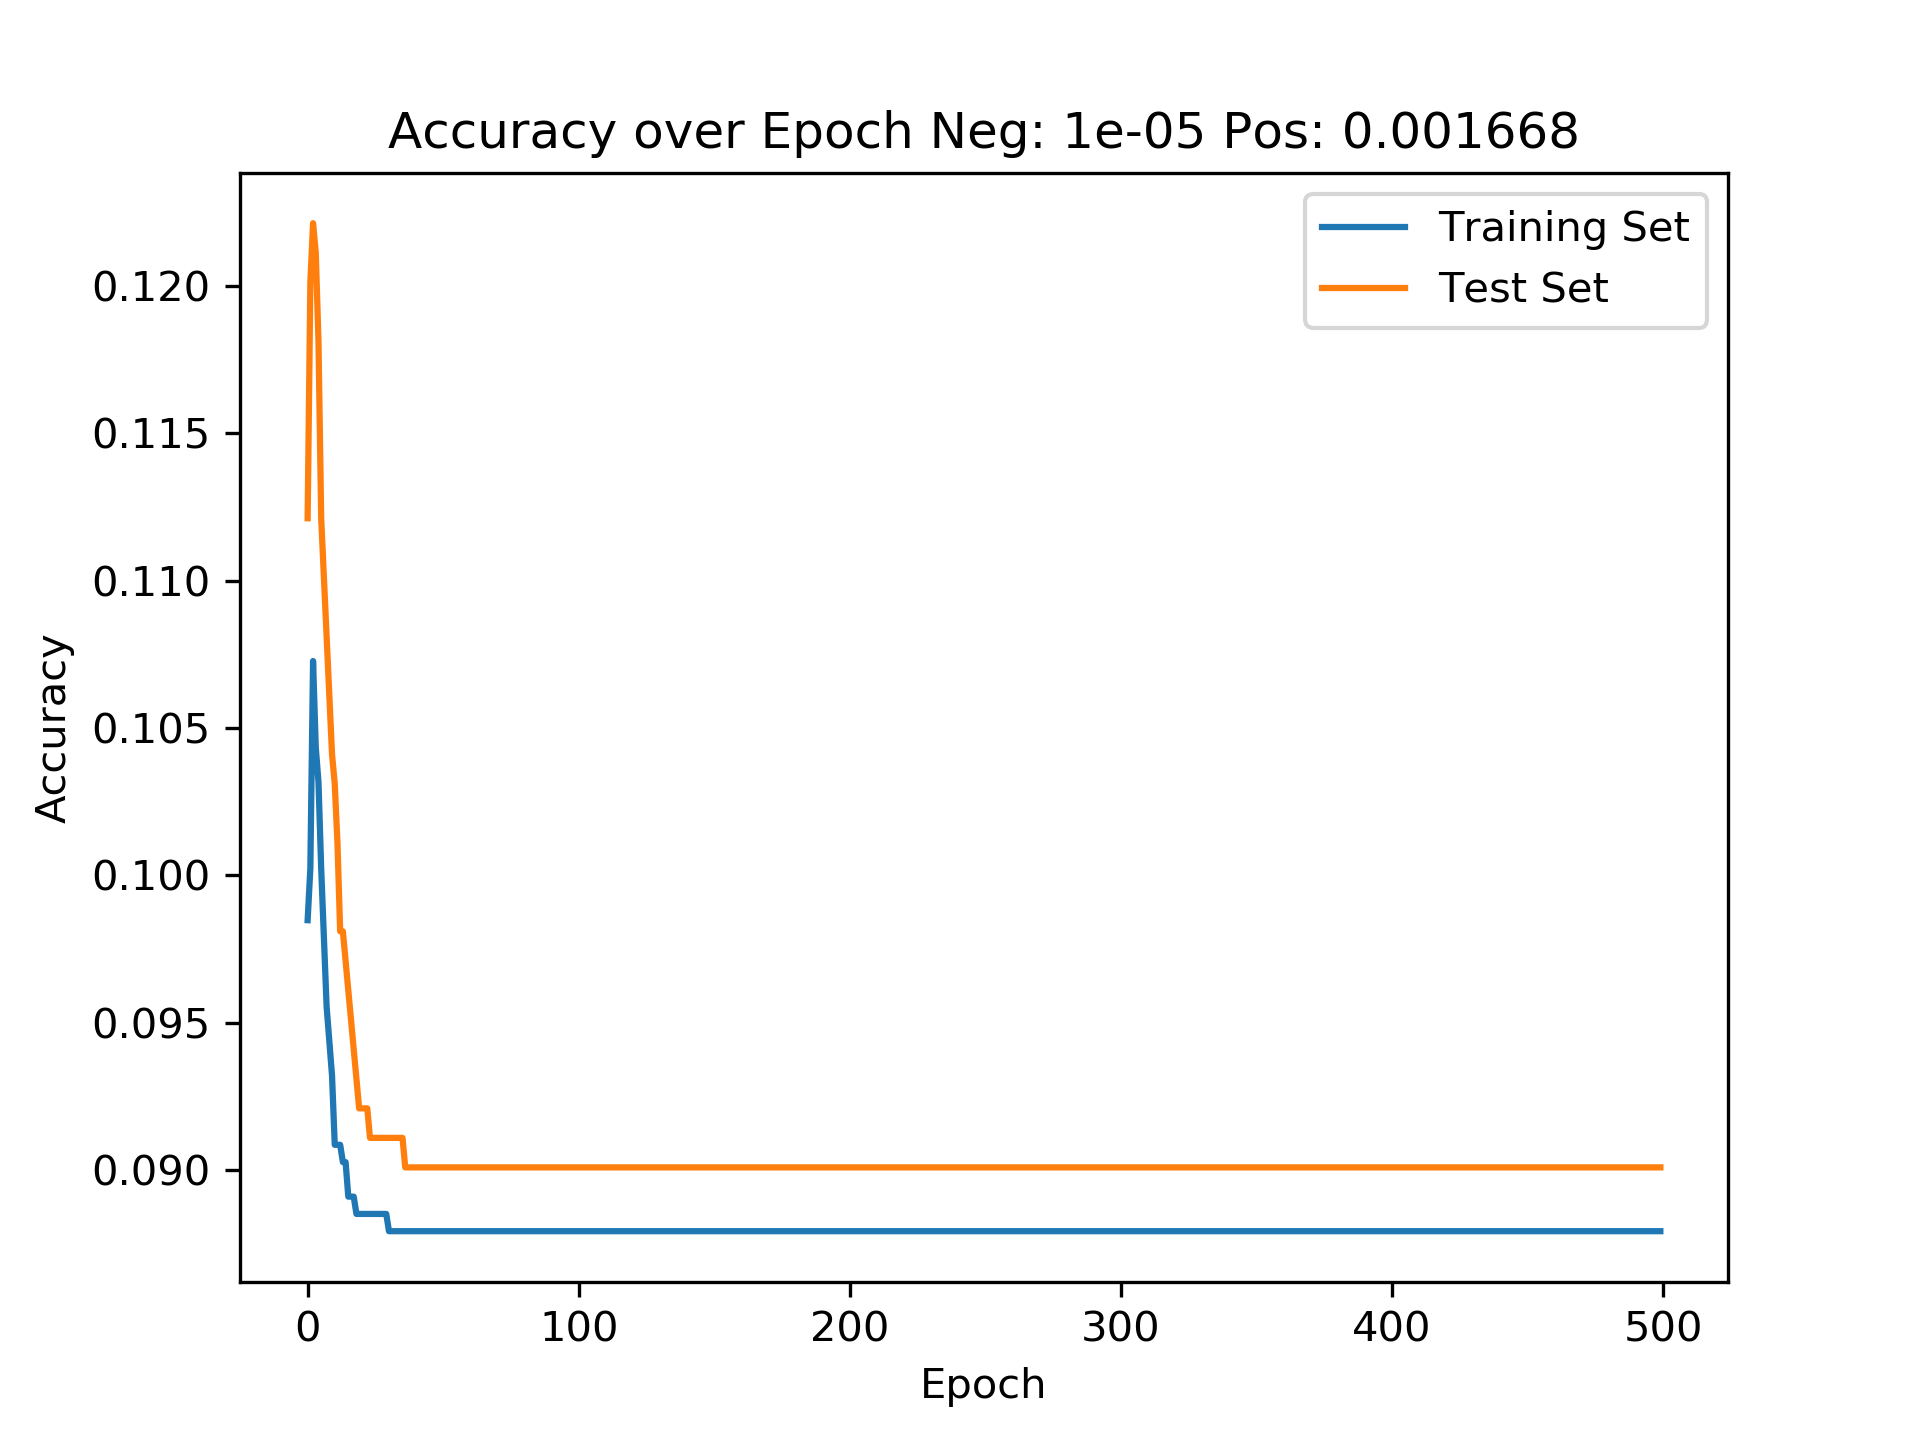 Accuracy over Epoch Neg: 1e-05 Pos: 0.001668
Training Set
Test Set
0.120
0.115
0.110
0.105
0.100
0.095
0.090
Accuracy
0 100 200 300 400 500
Epoch